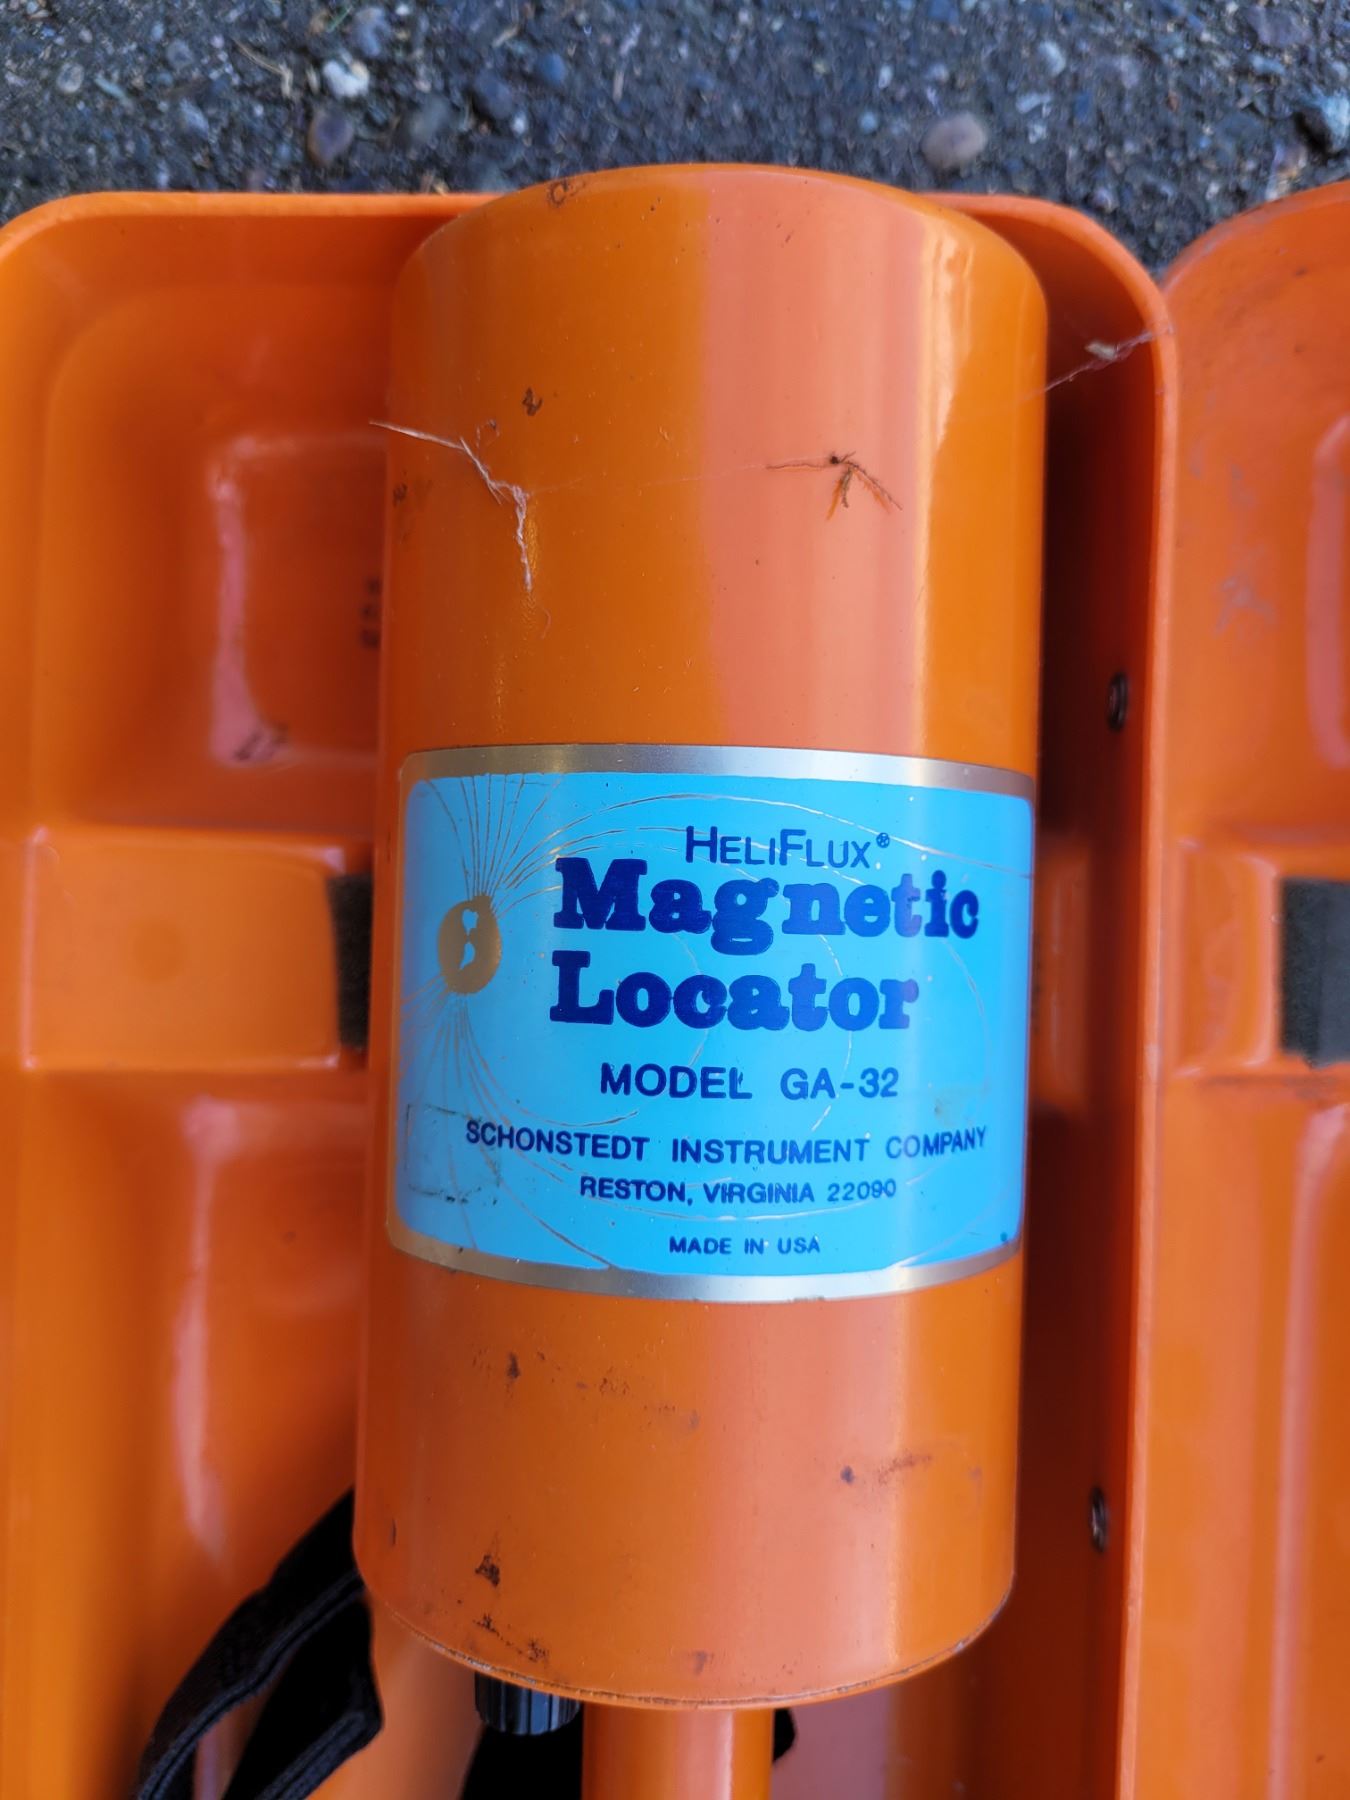 HELIFLUX®
Magnetic
Locator
MODEL GA-32
SCHONSTEDT INSTRUMENT COMPANY
RESTON, VIRGINIA 22090
MADE IN USA